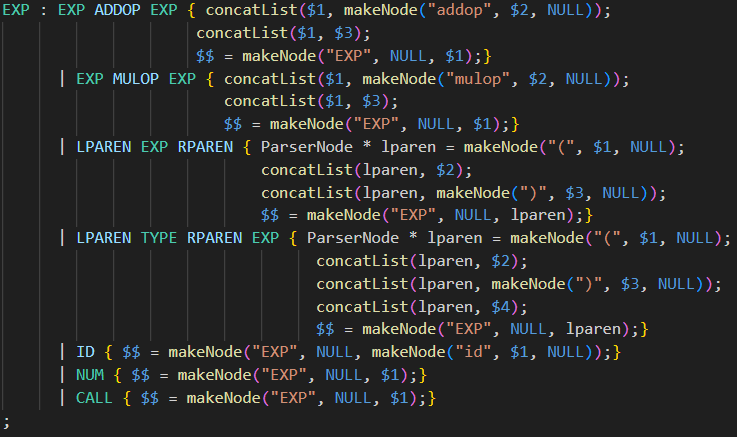 EXP : EXP ADDOP EXP { concatList($1, makeNode("addop", $2, NULL));
concatList($1, $3);
$$ = makeNode("EXP", NULL, $1);}
| EXP MULOP EXP { concatList($1, makeNode("mulop", $2, NULL));
concatList($1, $3);
$$ = makeNode("EXP", NULL, $1);}
| LPAREN EXP RPAREN { ParserNode * lparen = makeNode("(", $1, NULL);
concatList(lparen, $2);
concatList(lparen, makeNode(")", $3, NULL));
$$ = makeNode("EXP", NULL, lparen);}
| LPAREN TYPE RPAREN EXP { ParserNode * lparen = makeNode("(", $1, NULL);
concatList(lparen, $2);
concatList(lparen, makeNode(")", $3, NULL));
concatList(lparen, $4);
$$ = makeNode("EXP", NULL, lparen);}
| ID { $$ = makeNode("EXP", NULL, makeNode("id", $1, NULL));}
| NUM { $$ = makeNode("EXP", NULL, $1);}
| CALL { $$ = makeNode("EXP", NULL, $1);}
;